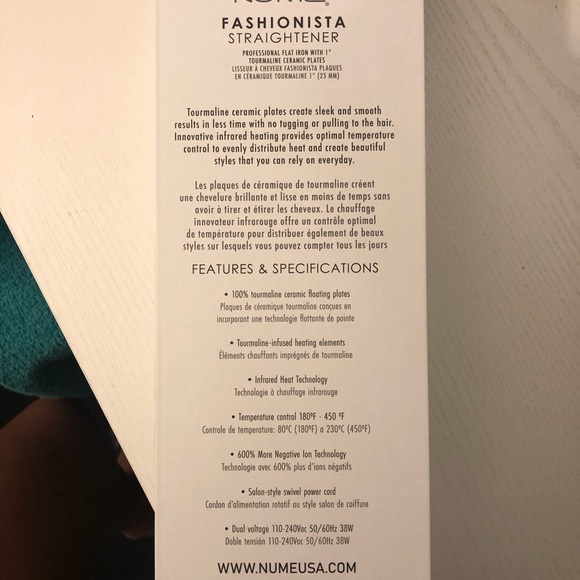 FASHIONISTA
STRAIGHTENER
PROFESSIONAL FLAT IRON WITH 1"
TOURMALINE CERAMIC PLATES
LISSEUR À CHEVEUX FASHIONISTA PLAQUES
EN CÉRAMIQUE TOURMALINE 1" (25 MM)
Tourmaline ceramic plates create sleek and smooth
results in less time with no tugging or pulling to the hair.
Innovative infrared heating provides optimal temperature
control to evenly distribute heat and create beautiful
styles that you can rely on everyday.
Les plaques de céramique de tourmaline créent
une chevelure brillante et lisse en moins de temps sans
avoir à tirer et étirer les cheveux. Le chauffage
innovateur infrarouge offre un contrôle optimal
de température pour distribuer également de beaux
styles sur lesquels vous pouvez compter tous les jours
FEATURES & SPECIFICATIONS
• 100% tourmaline ceramic floating plates
Plaques de céramique tourmaline conçues en
incorporant une technologie flottante de pointe
• Tourmaline-infused heating elements
Éléments chauffants imprégnés de tourmaline
• Infrared Heat Technology
Technologie à chauffage infrarouge
• Temperature control 180ºF - 450 ºF
Controle de temperature: 80ºC (180ºF) a 230ºC (450ºF)
• 600% More Negative Ion Technology
Technologie avec 600% plus d'ions négatifs
• Salon-style swivel power cord
Cordon d'alimentation rotatif au style salon de coiffure
• Dual voltage 110-240Vac 50/60Hz 38W
Doble tensión 110-240Vac 50/60Hz 38W
WWW.NUMEUSA.COM